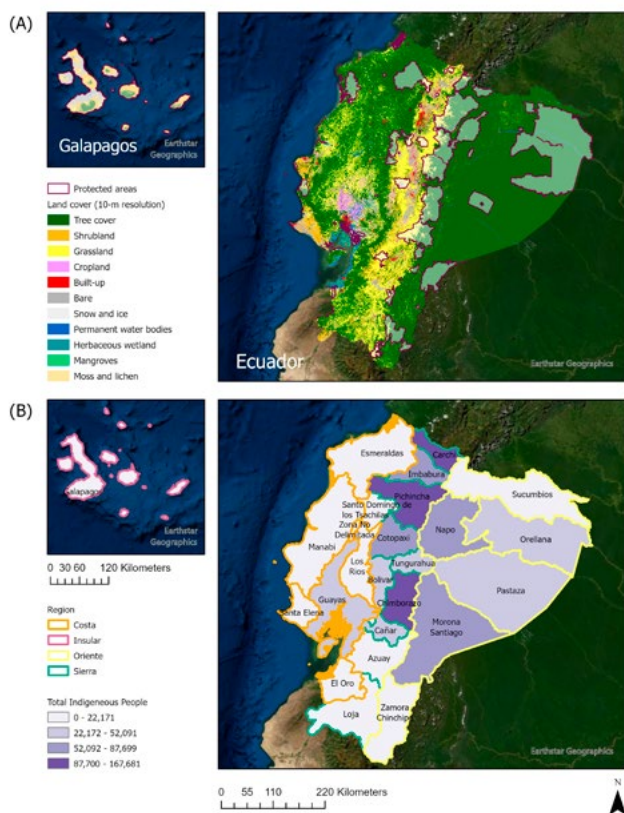 (A)
Galapagos
Earthstar
Geographics
Protected areas
Land cover (10-m resolution)
Tree cover
Shrubland
Grassland
Cropland
Built-up
Bare
Snow and ice
Permanent water bodies
Herbaceous wetland
Mangroves
Moss and lichen
Ecuador
Earthstar Geographics
(B)
Galapagos
Earthstar
Geographics
0 30 60 120 Kilometers
Region
Costa
Insular
Oriente
Sierra
Total Indigeneous People
0 - 22,171
22,172 - 52,091
52,092 - 87,699
87,700 - 167,681
Esmeraldas
Carchi
Imbabura
Sucumbios
Pichincha
Santo Domingo de
los Tsachilas
Zona No
Delimitada
Napo
Orellana
Manabi
Cotopaxi
Los
Rios
Tungurahua
Bolivar
Pastaza
Guayas
Chimborazo
Santa Elena
Morona
Santiago
Cañar
Azuay
El Oro
Loja
Zamora
Chinchipe
Earthstar Geographics
0 55 110 220 Kilometers
N